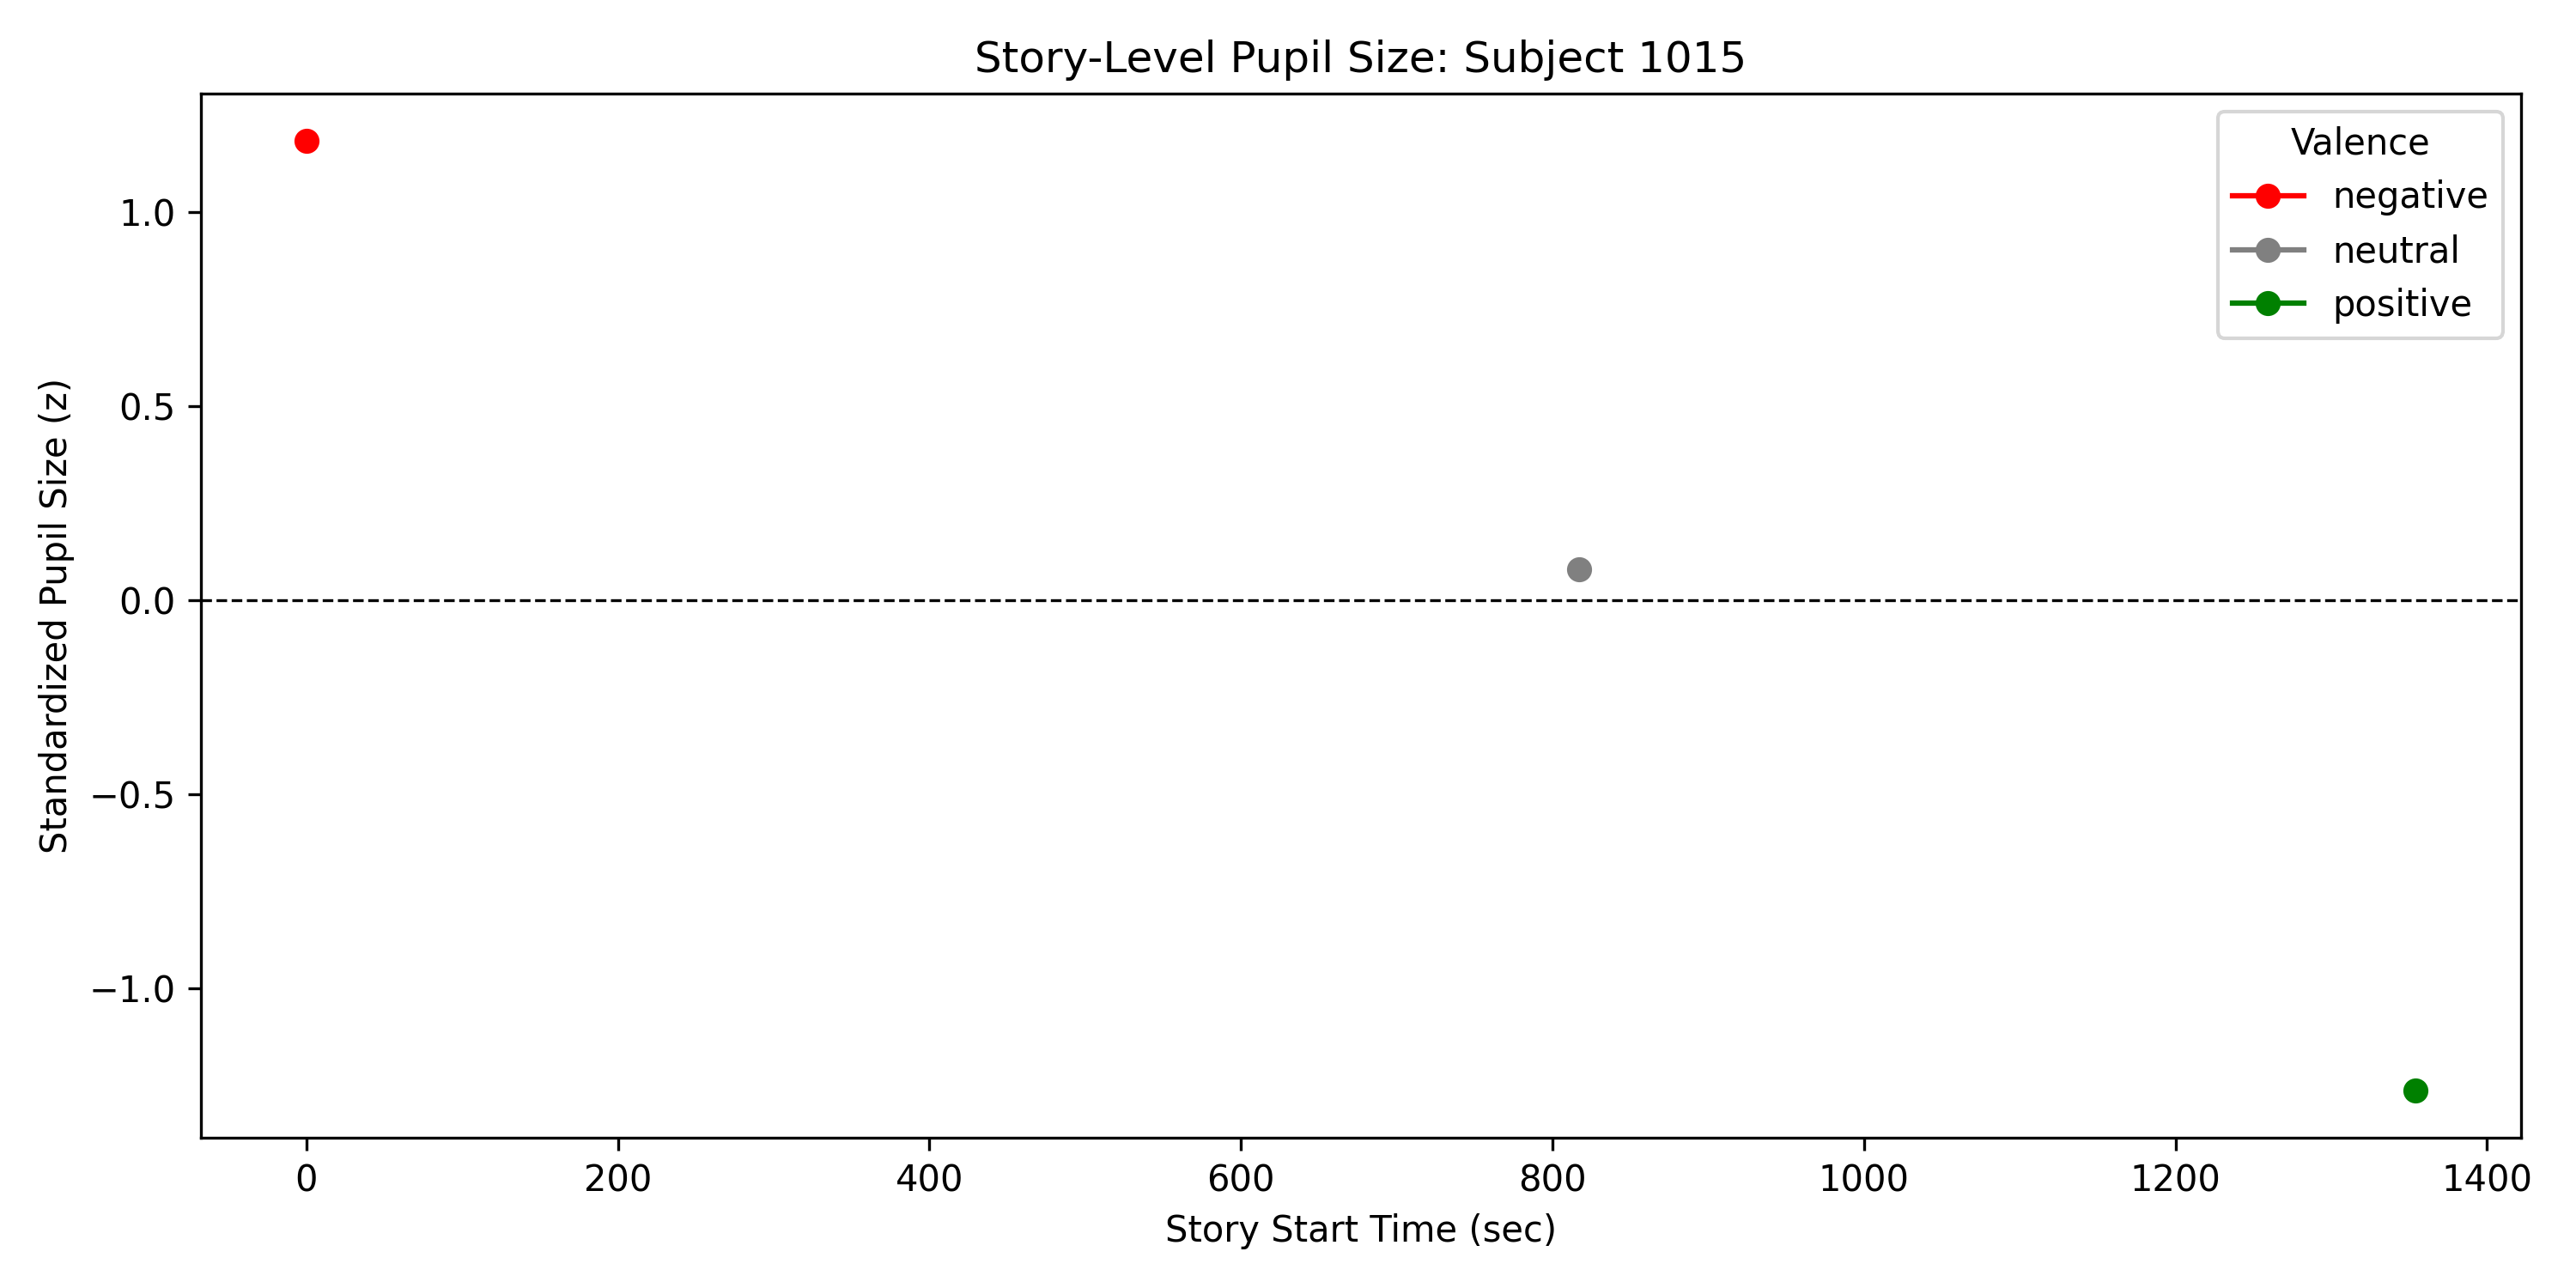 Story-Level Pupil Size: Subject 1015
Valence
negative
neutral
positive
Standardized Pupil Size (z)
1.0
0.5
0.0
−0.5
−1.0
0 200 400 600 800 1000 1200 1400
Story Start Time (sec)